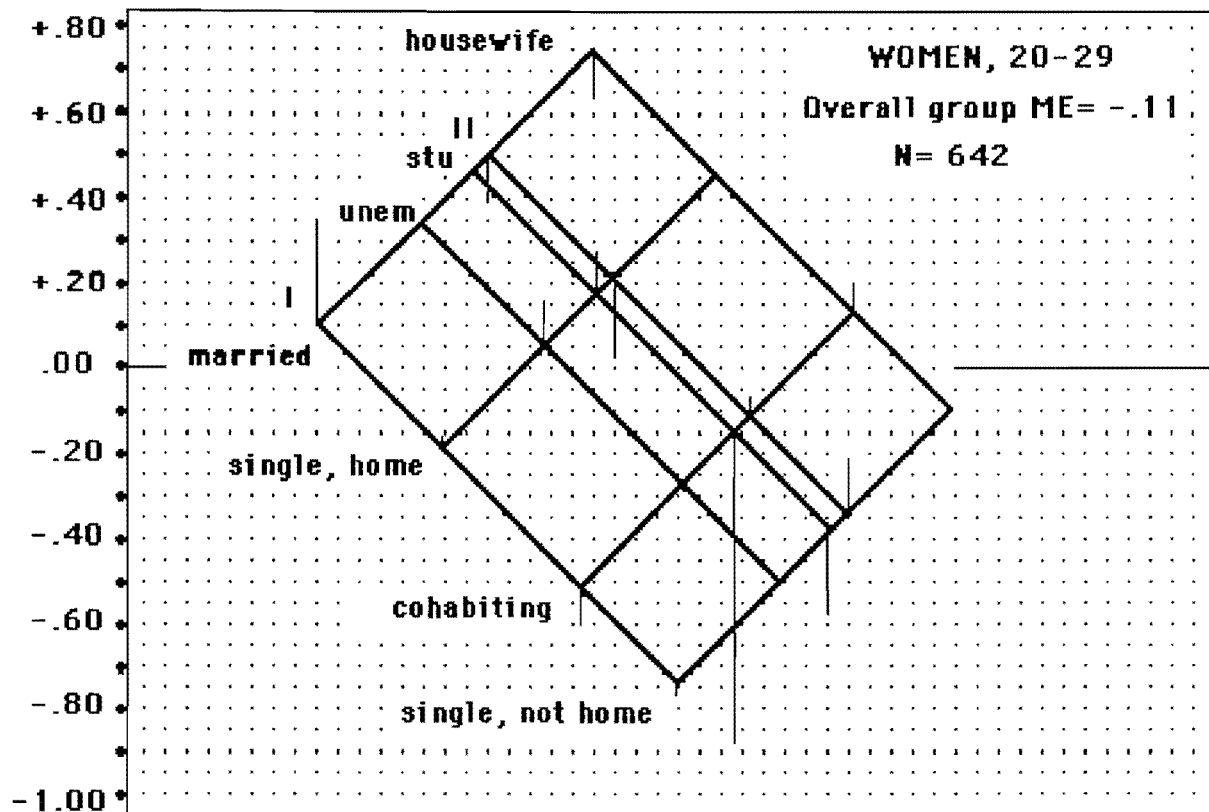 +.80
housewife
WOMEN, 20-29
+.60
Overall group ME= -.11
II
N= 642
stu
+.40
unem
+.20
I
.00
married
-.20
single, home
-.40
cohabiting
-.60
single, not home
-.80
-1.00